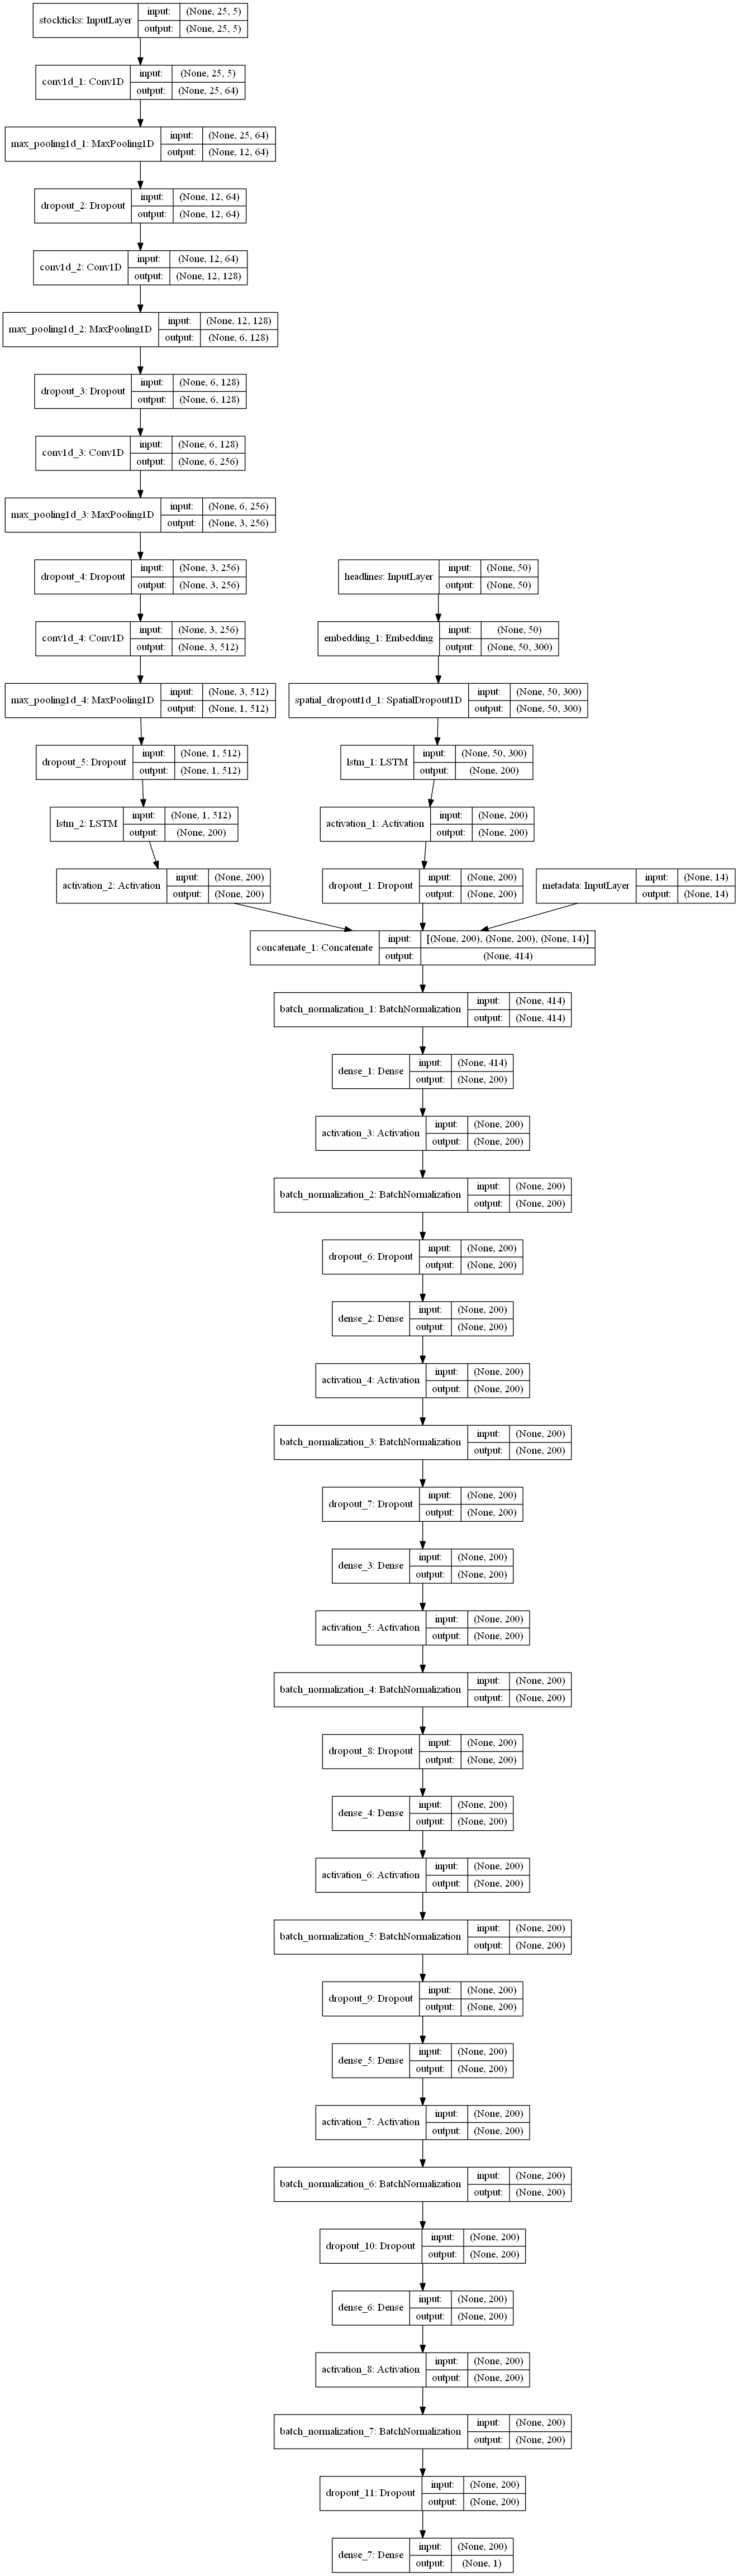 stockticks: InputLayer input: (None, 25, 5)
output: (None, 25, 5)
conv1d_1: Conv1D input: (None, 25, 5)
output: (None, 25, 64)
max_pooling1d_1: MaxPooling1D input: (None, 25, 64)
output: (None, 12, 64)
dropout_2: Dropout input: (None, 12, 64)
output: (None, 12, 64)
conv1d_2: Conv1D input: (None, 12, 64)
output: (None, 12, 128)
max_pooling1d_2: MaxPooling1D input: (None, 12, 128)
output: (None, 6, 128)
dropout_3: Dropout input: (None, 6, 128)
output: (None, 6, 128)
conv1d_3: Conv1D input: (None, 6, 128)
output: (None, 6, 256)
max_pooling1d_3: MaxPooling1D input: (None, 6, 256)
output: (None, 3, 256)
dropout_4: Dropout input: (None, 3, 256)
output: (None, 3, 256)
headlines: InputLayer input: (None, 50)
output: (None, 50)
conv1d_4: Conv1D input: (None, 3, 256)
output: (None, 3, 512)
embedding_1: Embedding input: (None, 50)
output: (None, 50, 300)
max_pooling1d_4: MaxPooling1D input: (None, 3, 512)
output: (None, 1, 512)
spatial_dropout1d_1: SpatialDropout1D input: (None, 50, 300)
output: (None, 50, 300)
dropout_5: Dropout input: (None, 1, 512)
output: (None, 1, 512)
lstm_1: LSTM input: (None, 50, 300)
output: (None, 200)
lstm_2: LSTM input: (None, 1, 512)
output: (None, 200)
activation_1: Activation input: (None, 200)
output: (None, 200)
activation_2: Activation input: (None, 200)
output: (None, 200)
dropout_1: Dropout input: (None, 200)
output: (None, 200)
metadata: InputLayer input: (None, 14)
output: (None, 14)
concatenate_1: Concatenate input: [(None, 200), (None, 200), (None, 14)]
output: (None, 414)
batch_normalization_1: BatchNormalization input: (None, 414)
output: (None, 414)
dense_1: Dense input: (None, 414)
output: (None, 200)
activation_3: Activation input: (None, 200)
output: (None, 200)
batch_normalization_2: BatchNormalization input: (None, 200)
output: (None, 200)
dropout_6: Dropout input: (None, 200)
output: (None, 200)
dense_2: Dense input: (None, 200)
output: (None, 200)
activation_4: Activation input: (None, 200)
output: (None, 200)
batch_normalization_3: BatchNormalization input: (None, 200)
output: (None, 200)
dropout_7: Dropout input: (None, 200)
output: (None, 200)
dense_3: Dense input: (None, 200)
output: (None, 200)
activation_5: Activation input: (None, 200)
output: (None, 200)
batch_normalization_4: BatchNormalization input: (None, 200)
output: (None, 200)
dropout_8: Dropout input: (None, 200)
output: (None, 200)
dense_4: Dense input: (None, 200)
output: (None, 200)
activation_6: Activation input: (None, 200)
output: (None, 200)
batch_normalization_5: BatchNormalization input: (None, 200)
output: (None, 200)
dropout_9: Dropout input: (None, 200)
output: (None, 200)
dense_5: Dense input: (None, 200)
output: (None, 200)
activation_7: Activation input: (None, 200)
output: (None, 200)
batch_normalization_6: BatchNormalization input: (None, 200)
output: (None, 200)
dropout_10: Dropout input: (None, 200)
output: (None, 200)
dense_6: Dense input: (None, 200)
output: (None, 200)
activation_8: Activation input: (None, 200)
output: (None, 200)
batch_normalization_7: BatchNormalization input: (None, 200)
output: (None, 200)
dropout_11: Dropout input: (None, 200)
output: (None, 200)
dense_7: Dense input: (None, 200)
output: (None, 1)